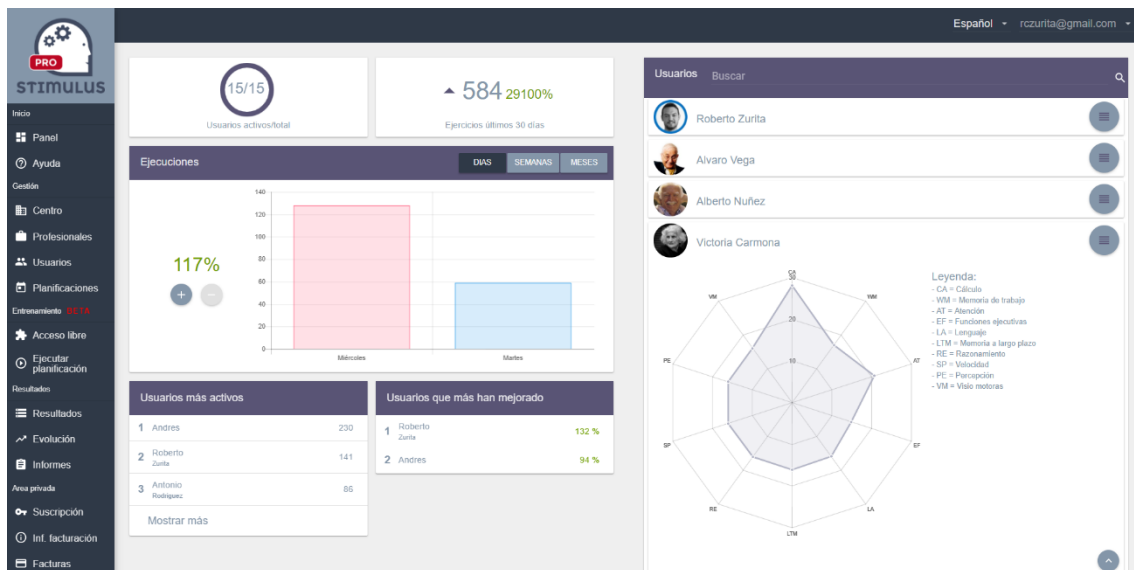 Español
rczurita@gmail.com
PRO
STIMULUS
Inicio
Panel
Ayuda
Gestión
Centro
Profesionales
Usuarios
Planificaciones
Entrenamiento BETA
Acceso libre
Ejecutar
planificación
Resultados
Resultados
Evolución
Informes
Area privada
Suscripción
Inf. facturación
Facturas
15/15
Usuarios activos/total
584 29100%
Ejercicios últimos 30 días
Ejecuciones
DIAS SEMANAS MESES
117%
+ −
140
120
100
80
60
40
20
0
Miércoles Martes
Usuarios más activos
1 Andres 230
2 Roberto 141
Zurita
3 Antonio 86
Rodriguez
Mostrar más
Usuarios que más han mejorado
1 Roberto 132 %
Zurita
2 Andres 94 %
Usuarios Buscar
Roberto Zurita
Alvaro Vega
Alberto Nuñez
Victoria Carmona
CA
30
VM WM
20
PE AT
10
SP EF
RE LA
LTM
Leyenda:
- CA = Cálculo
- WM = Memoria de trabajo
- AT = Atención
- EF = Funciones ejecutivas
- LA = Lenguaje
- LTM = Memoria a largo plazo
- RE = Razonamiento
- SP = Velocidad
- PE = Percepción
- VM = Visio motoras